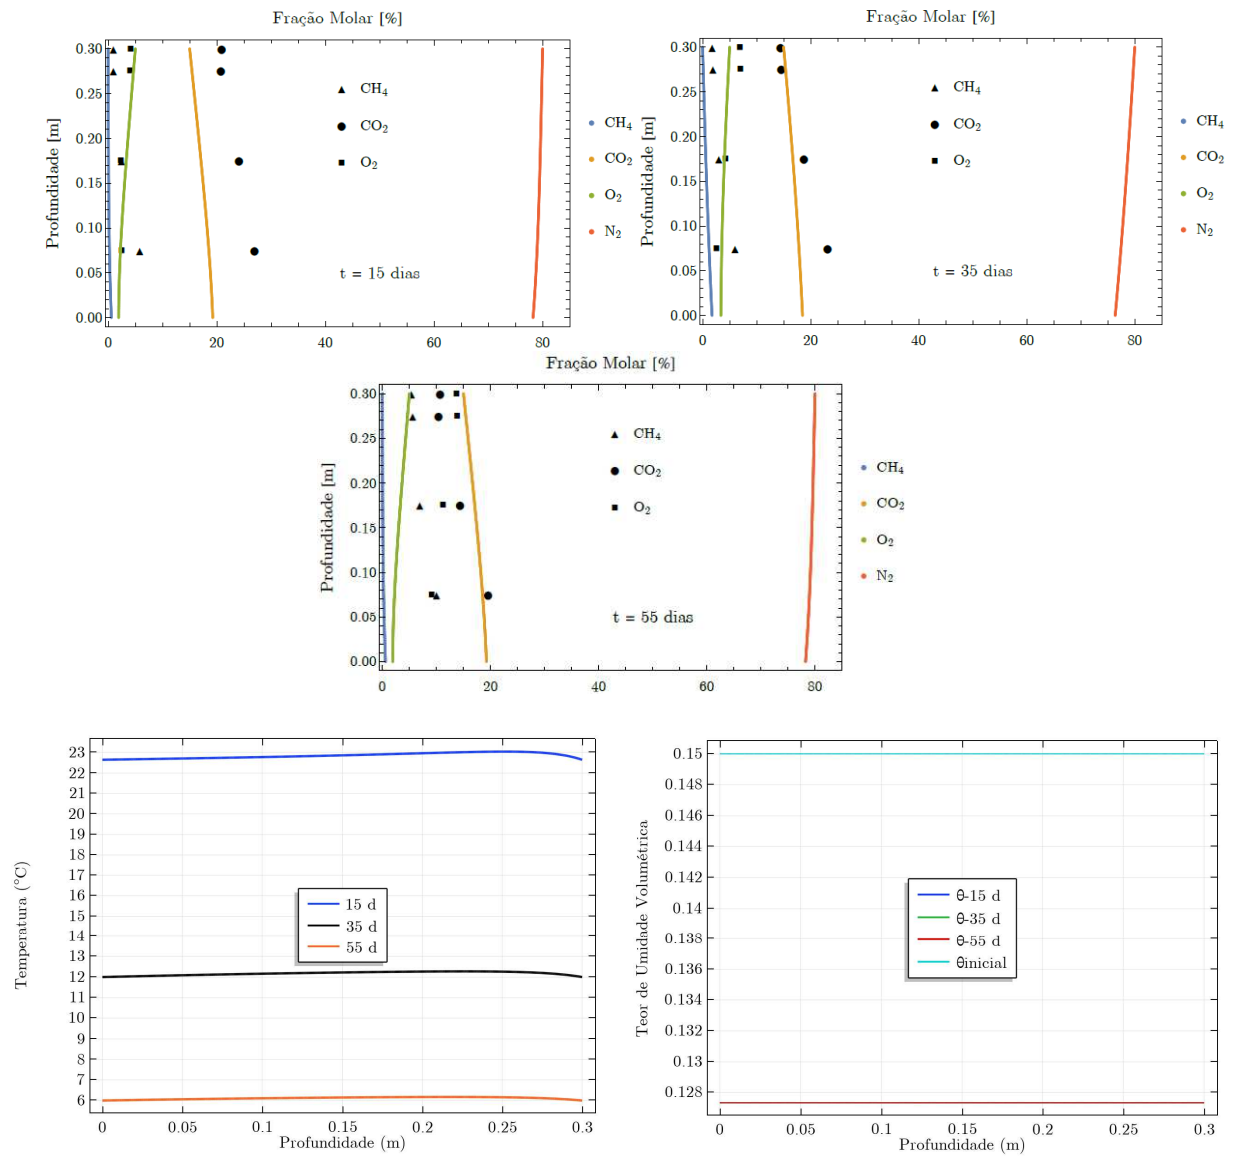 Fração Molar [%]
0.30
0.25
0.20
0.15
0.10
0.05
0.00
Profundidade [m]
CH₄
CO₂
O₂
t = 15 dias
0 20 40 60 80
CH₄
CO₂
O₂
N₂
Fração Molar [%]
0.30
0.25
0.20
0.15
0.10
0.05
0.00
Profundidade [m]
CH₄
CO₂
O₂
t = 35 dias
0 20 40 60 80
CH₄
CO₂
O₂
N₂
Fração Molar [%]
0.30
0.25
0.20
0.15
0.10
0.05
0.00
Profundidade [m]
CH₄
CO₂
O₂
t = 55 dias
0 20 40 60 80
CH₄
CO₂
O₂
N₂
23
22
21
20
19
18
17
16
15
14
13
12
11
10
9
8
7
6
Temperatura (°C)
15 d
35 d
55 d
0 0.05 0.1 0.15 0.2 0.25 0.3
Profundidade (m)
0.15
0.148
0.146
0.144
0.142
0.14
0.138
0.136
0.134
0.132
0.13
0.128
Teor de Umidade Volumétrica
θ-15 d
θ-35 d
θ-55 d
θinicial
0 0.05 0.1 0.15 0.2 0.25 0.3
Profundidade (m)